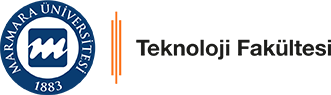 MARMARA ÜNİVERSİTESİ
m
1883
Teknoloji Fakültesi